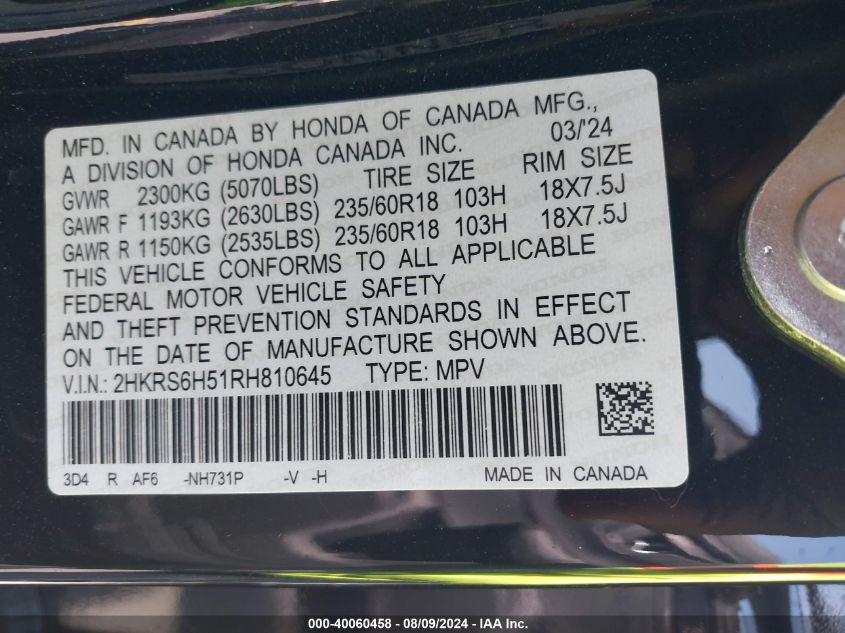 MFD. IN CANADA BY HONDA OF CANADA MFG.,
A DIVISION OF HONDA CANADA INC. 03/'24
GVWR 2300KG (5070LBS) TIRE SIZE RIM SIZE
GAWR F 1193KG (2630LBS) 235/60R18 103H 18X7.5J
GAWR R 1150KG (2535LBS) 235/60R18 103H 18X7.5J
THIS VEHICLE CONFORMS TO ALL APPLICABLE
FEDERAL MOTOR VEHICLE SAFETY
AND THEFT PREVENTION STANDARDS IN EFFECT
ON THE DATE OF MANUFACTURE SHOWN ABOVE.
V.I.N.: 2HKRS6H51RH810645 TYPE: MPV
3D4 R AF6 -NH731P -V -H MADE IN CANADA
000-40060458 - 08/09/2024 - IAA Inc.